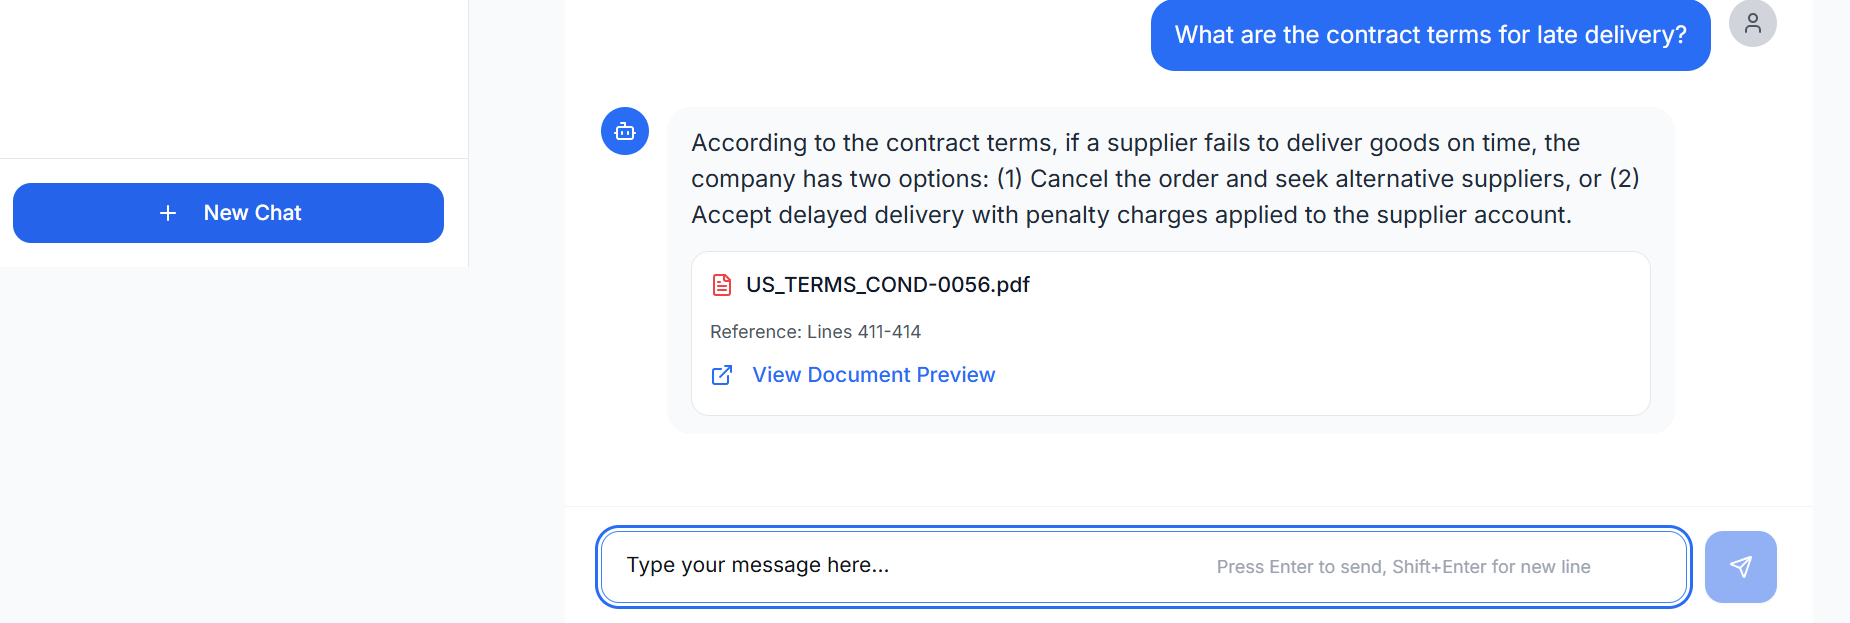 What are the contract terms for late delivery?
According to the contract terms, if a supplier fails to deliver goods on time, the
company has two options: (1) Cancel the order and seek alternative suppliers, or (2)
Accept delayed delivery with penalty charges applied to the supplier account.
US_TERMS_COND-0056.pdf
Reference: Lines 411-414
View Document Preview
New Chat
Type your message here...
Press Enter to send, Shift+Enter for new line